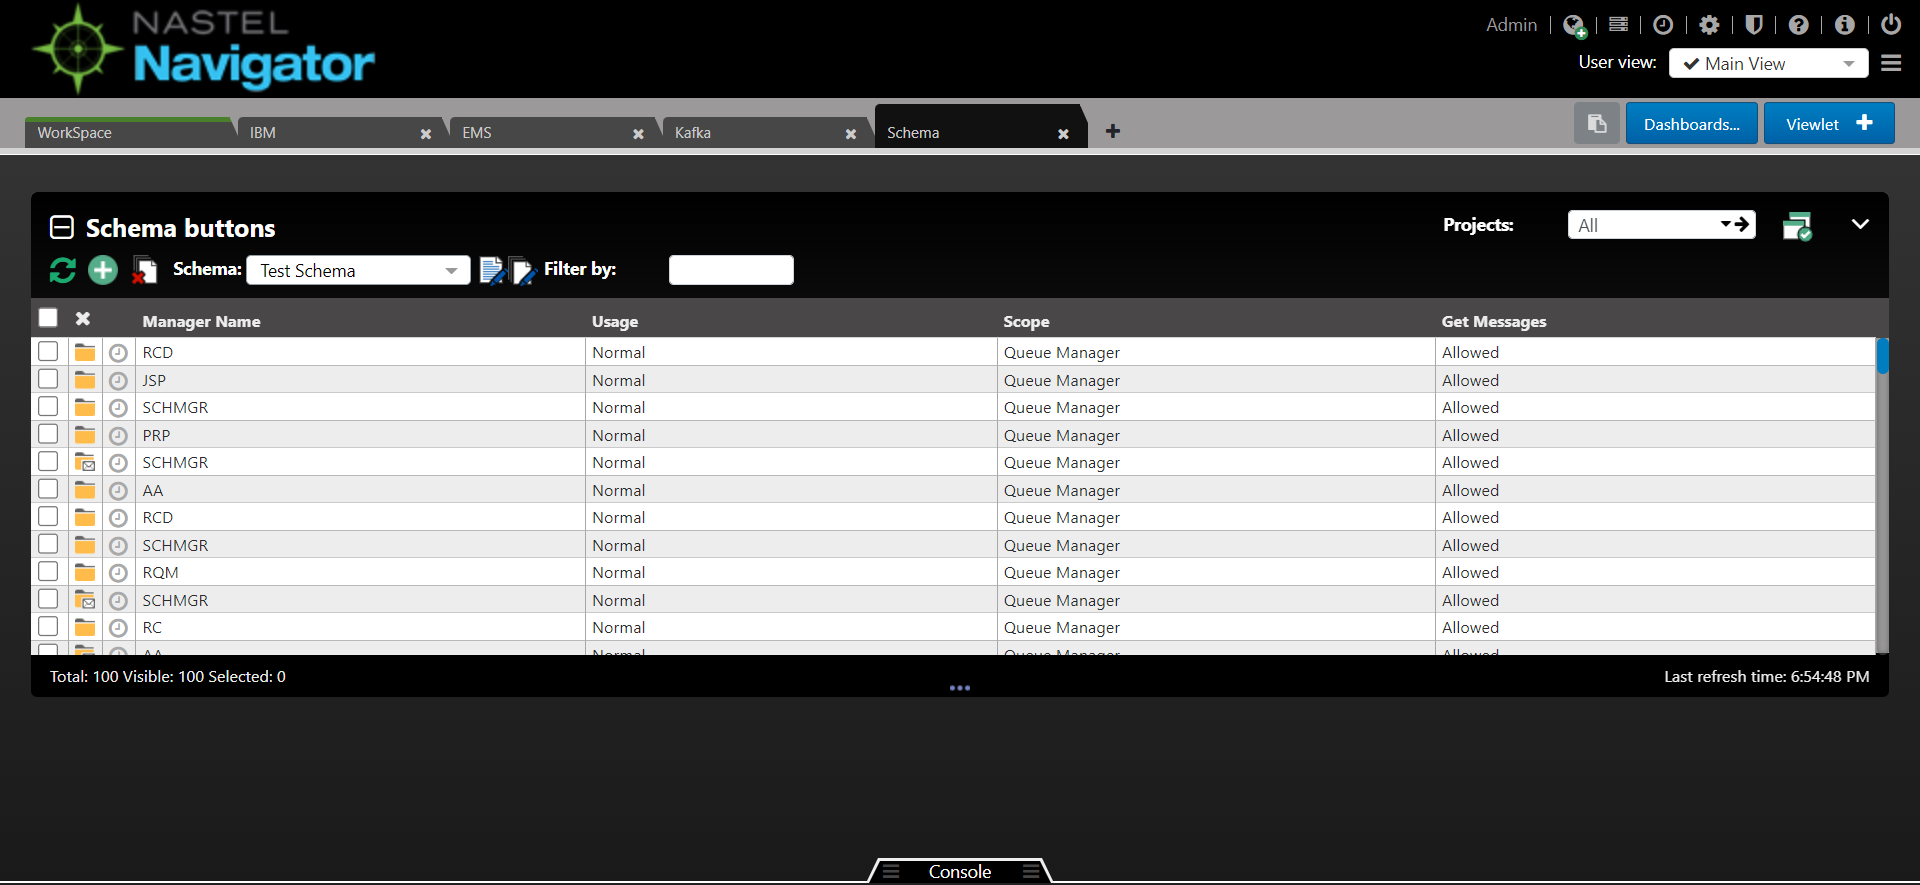 NASTEL
Navigator
Admin
User view: Main View
WorkSpace
IBM
EMS
Kafka
Schema
Dashboards...
Viewlet
Schema buttons
Projects: All
Schema: Test Schema
Filter by:
Manager Name Usage Scope Get Messages
RCD Normal Queue Manager Allowed
JSP Normal Queue Manager Allowed
SCHMGR Normal Queue Manager Allowed
PRP Normal Queue Manager Allowed
SCHMGR Normal Queue Manager Allowed
AA Normal Queue Manager Allowed
RCD Normal Queue Manager Allowed
SCHMGR Normal Queue Manager Allowed
RQM Normal Queue Manager Allowed
SCHMGR Normal Queue Manager Allowed
RC Normal Queue Manager Allowed
AA Normal Queue Manager Allowed
Total: 100 Visible: 100 Selected: 0
Last refresh time: 6:54:48 PM
Console